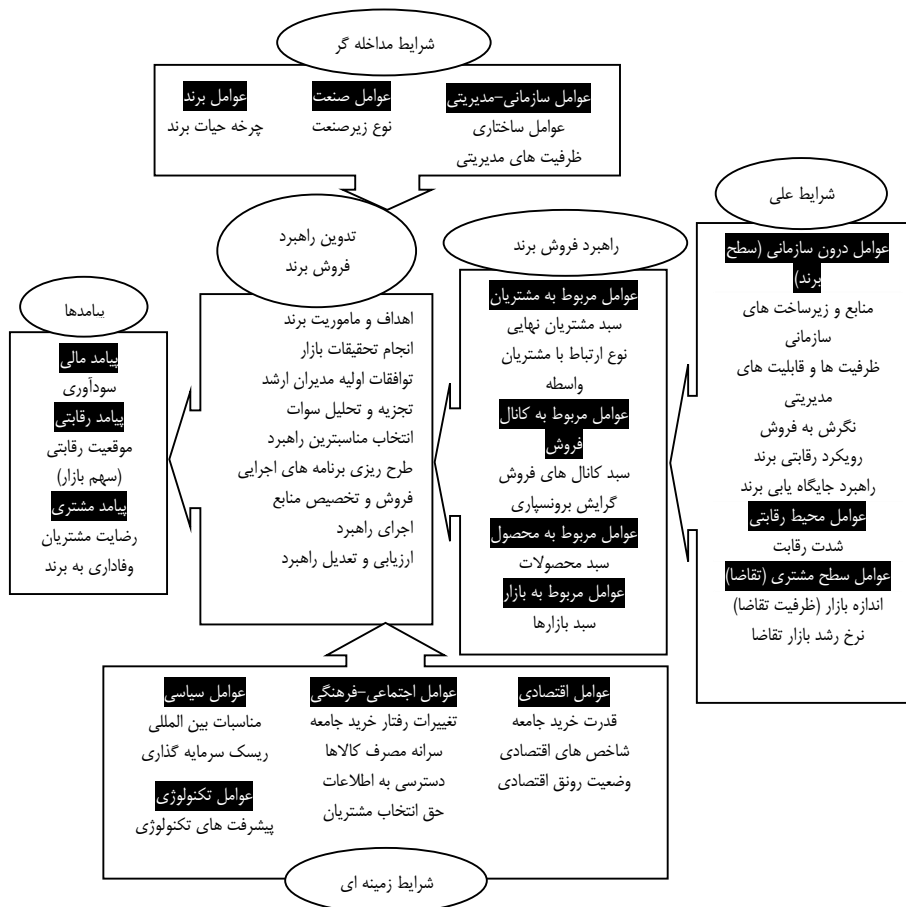 شرایط مداخله گر
عوامل سازمانی-مدیریتی
عوامل ساختاری
ظرفیت های مدیریتی
عوامل صنعت
نوع زیرصنعت
عوامل برند
چرخه حیات برند
شرایط علی
عوامل درون سازمانی (سطح
برند)
منابع و زیرساخت های
سازمانی
ظرفیت ها و قابلیت های
مدیریتی
نگرش به فروش
رویکرد رقابتی برند
راهبرد جایگاه یابی برند
عوامل محیط رقابتی
شدت رقابت
عوامل سطح مشتری (تقاضا)
اندازه بازار (ظرفیت تقاضا)
نرخ رشد بازار تقاضا
راهبرد فروش برند
عوامل مربوط به مشتریان
سبد مشتریان نهایی
نوع ارتباط با مشتریان
واسطه
عوامل مربوط به کانال
فروش
سبد کانال های فروش
گرایش برونسپاری
عوامل مربوط به محصول
سبد محصولات
عوامل مربوط به بازار
سبد بازارها
تدوین راهبرد
فروش برند
اهداف و ماموریت برند
انجام تحقیقات بازار
توافقات اولیه مدیران ارشد
تجزیه و تحلیل سوات
انتخاب مناسبترین راهبرد
طرح ریزی برنامه های اجرایی
فروش و تخصیص منابع
اجرای راهبرد
ارزیابی و تعدیل راهبرد
پیامدها
پیامد مالی
سودآوری
پیامد رقابتی
موقعیت رقابتی
(سهم بازار)
پیامد مشتری
رضایت مشتریان
وفاداری به برند
عوامل اقتصادی
قدرت خرید جامعه
شاخص های اقتصادی
وضعیت رونق اقتصادی
عوامل اجتماعی-فرهنگی
تغییرات رفتار خرید جامعه
سرانه مصرف کالاها
دسترسی به اطلاعات
حق انتخاب مشتریان
عوامل سیاسی
مناسبات بین المللی
ریسک سرمایه گذاری
عوامل تکنولوژی
پیشرفت های تکنولوژی
شرایط زمینه ای